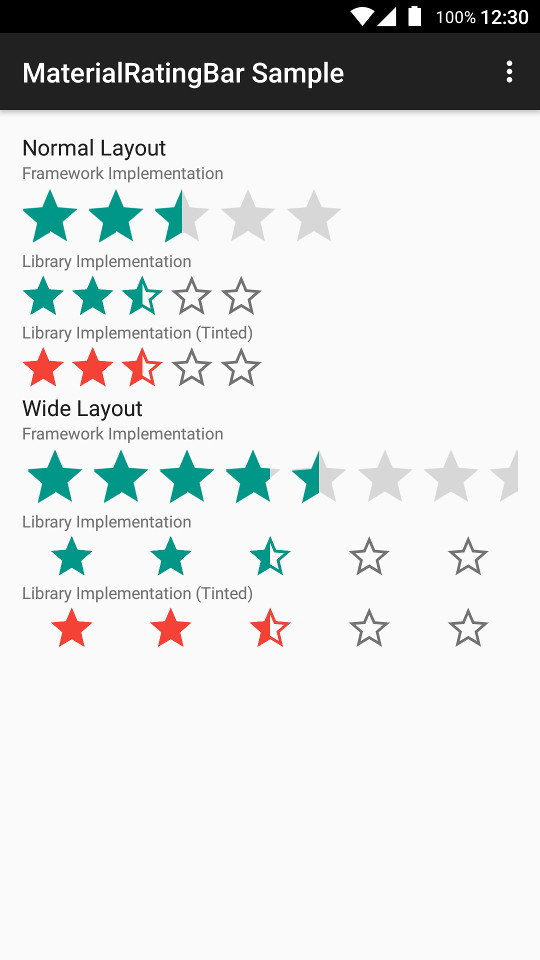 100% 12:30
MaterialRatingBar Sample
Normal Layout
Framework Implementation
Library Implementation
Library Implementation (Tinted)
Wide Layout
Framework Implementation
Library Implementation
Library Implementation (Tinted)